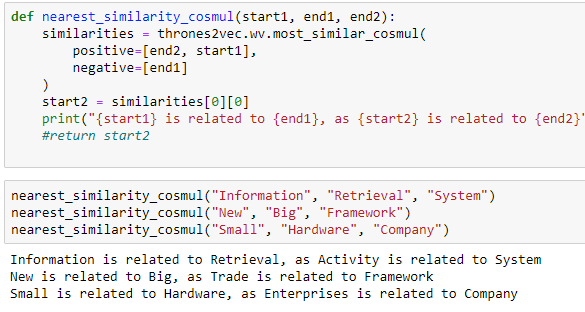 def nearest_similarity_cosmul(start1, end1, end2):
    similarities = thrones2vec.wv.most_similar_cosmul(
        positive=[end2, start1],
        negative=[end1]
    )
    start2 = similarities[0][0]
    print("{start1} is related to {end1}, as {start2} is related to {end2}"
    #return start2
nearest_similarity_cosmul("Information", "Retrieval", "System")
nearest_similarity_cosmul("New", "Big", "Framework")
nearest_similarity_cosmul("Small", "Hardware", "Company")
Information is related to Retrieval, as Activity is related to System
New is related to Big, as Trade is related to Framework
Small is related to Hardware, as Enterprises is related to Company